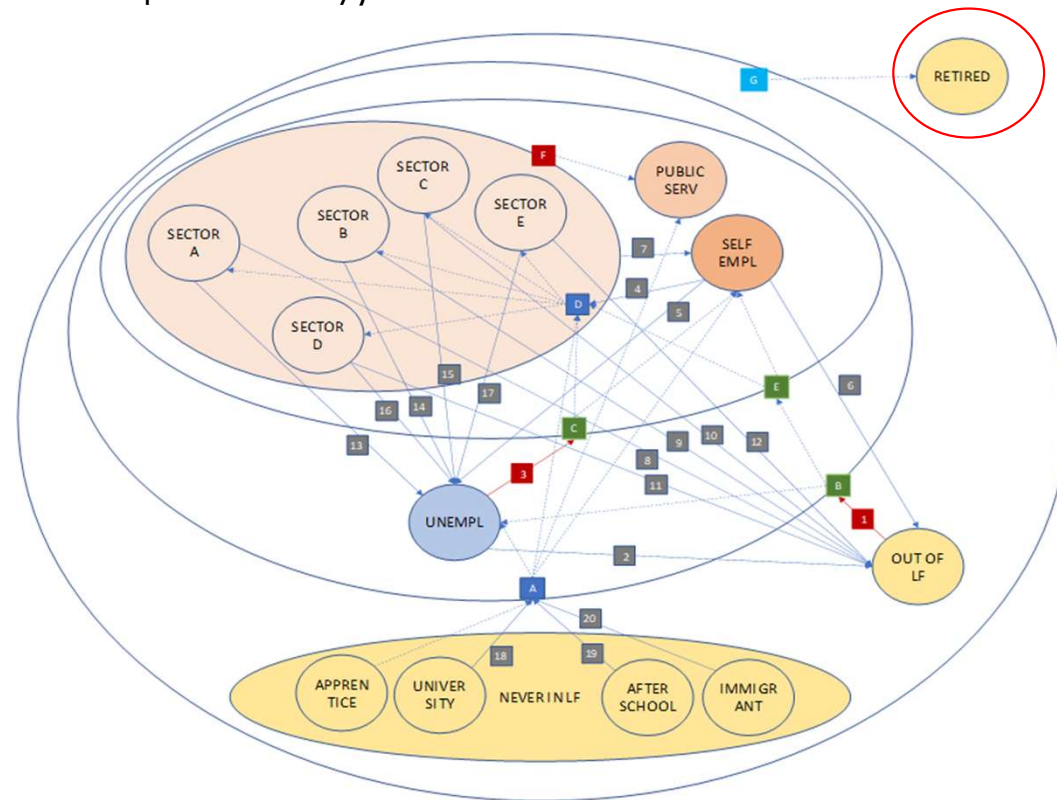 G
RETIRED
F
SECTOR
C
PUBLIC
SERV
SECTOR
B
SECTOR
E
SECTOR
A
SELF
EMPL
7
4
D
5
SECTOR
D
15
E
6
17
16
14
C
13
9
10
12
8
3
11
B
UNEMPL
1
2
OUT OF
LF
A
20
18
19
APPREN
TICE
UNIVER
SITY
NEVER IN LF
AFTER
SCHOOL
IMMIGR
ANT